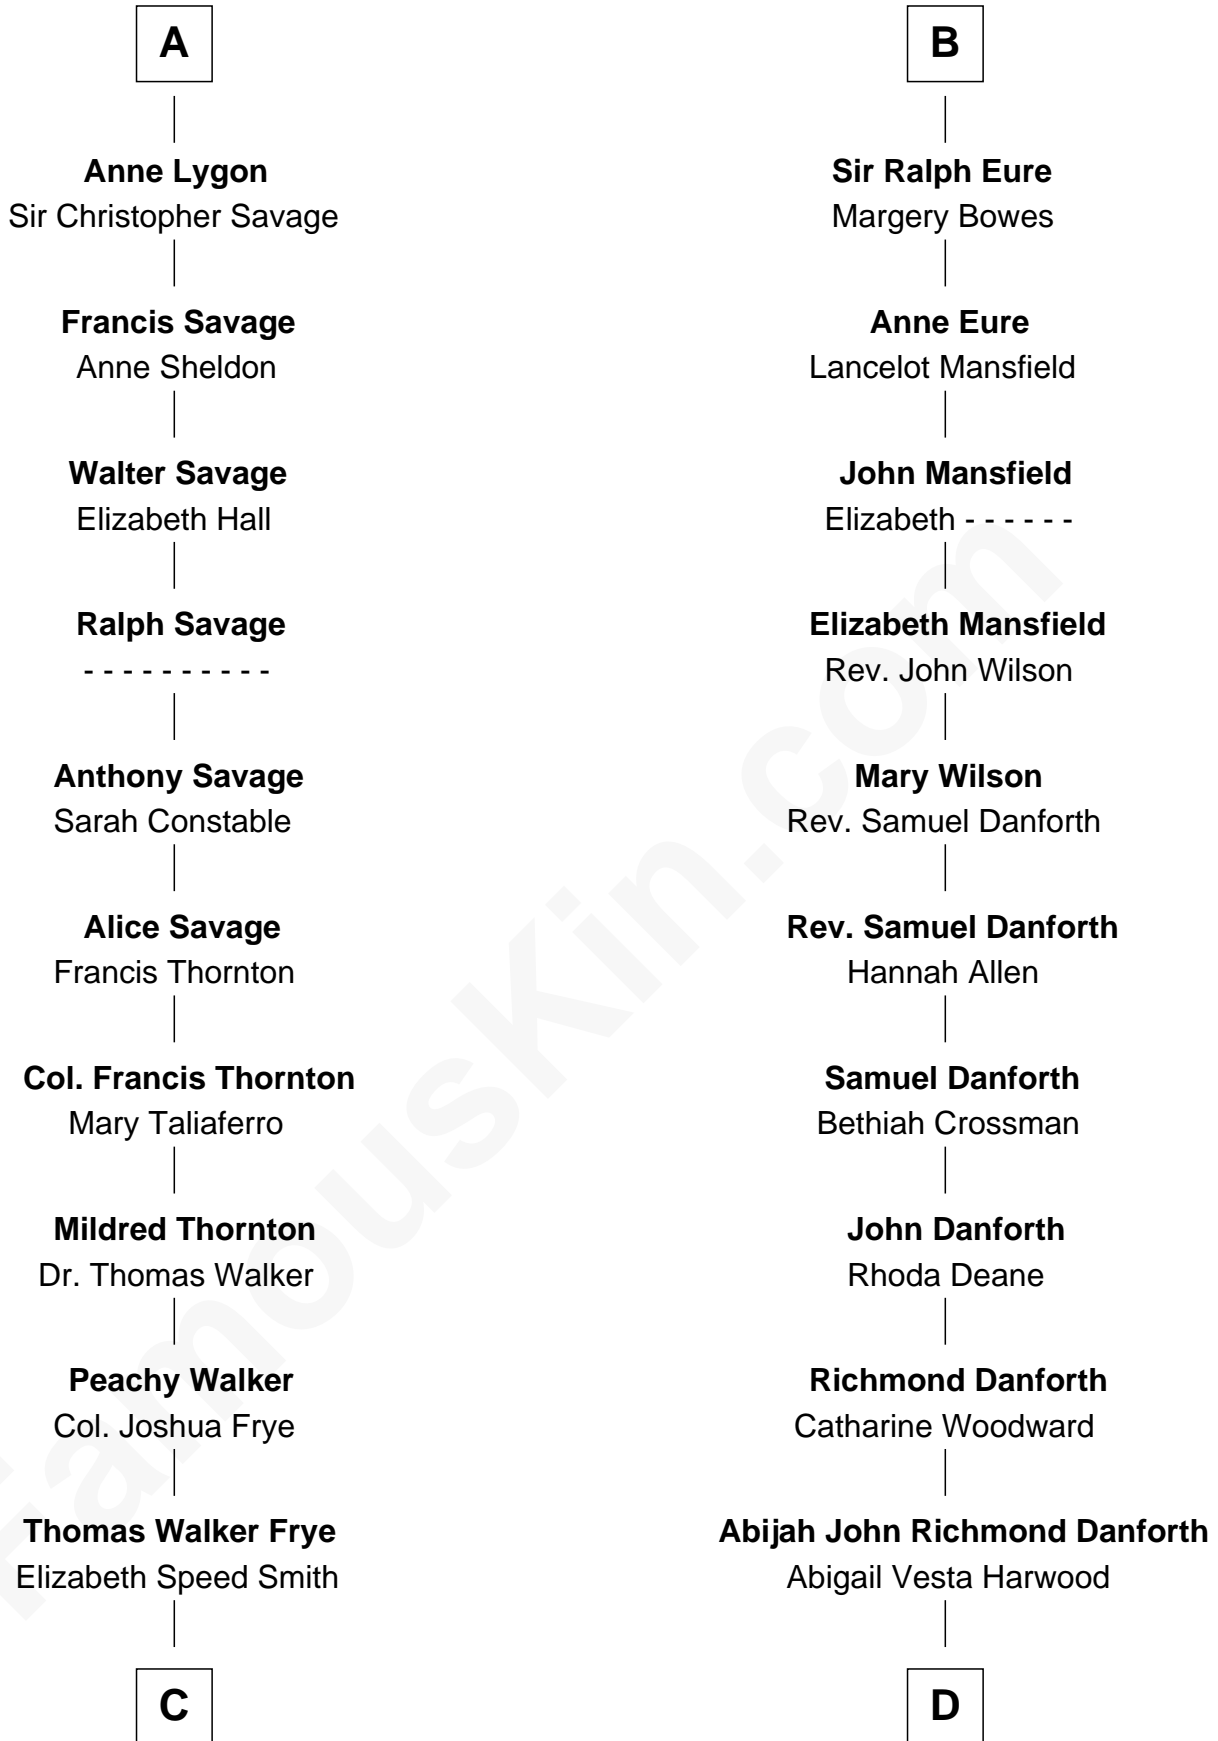 A
Anne Lygon
Sir Christopher Savage
Francis Savage
Anne Sheldon
Walter Savage
Elizabeth Hall
Ralph Savage
- - - - - - - - - -
Anthony Savage
Sarah Constable
Alice Savage
Francis Thornton
Col. Francis Thornton
Mary Taliaferro
Mildred Thornton
Dr. Thomas Walker
Peachy Walker
Col. Joshua Frye
Thomas Walker Frye
Elizabeth Speed Smith
C
B
Sir Ralph Eure
Margery Bowes
Anne Eure
Lancelot Mansfield
John Mansfield
Elizabeth - - - - - -
Elizabeth Mansfield
Rev. John Wilson
Mary Wilson
Rev. Samuel Danforth
Rev. Samuel Danforth
Hannah Allen
Samuel Danforth
Bethiah Crossman
John Danforth
Rhoda Deane
Richmond Danforth
Catharine Woodward
Abijah John Richmond Danforth
Abigail Vesta Harwood
D
FamousKin.com